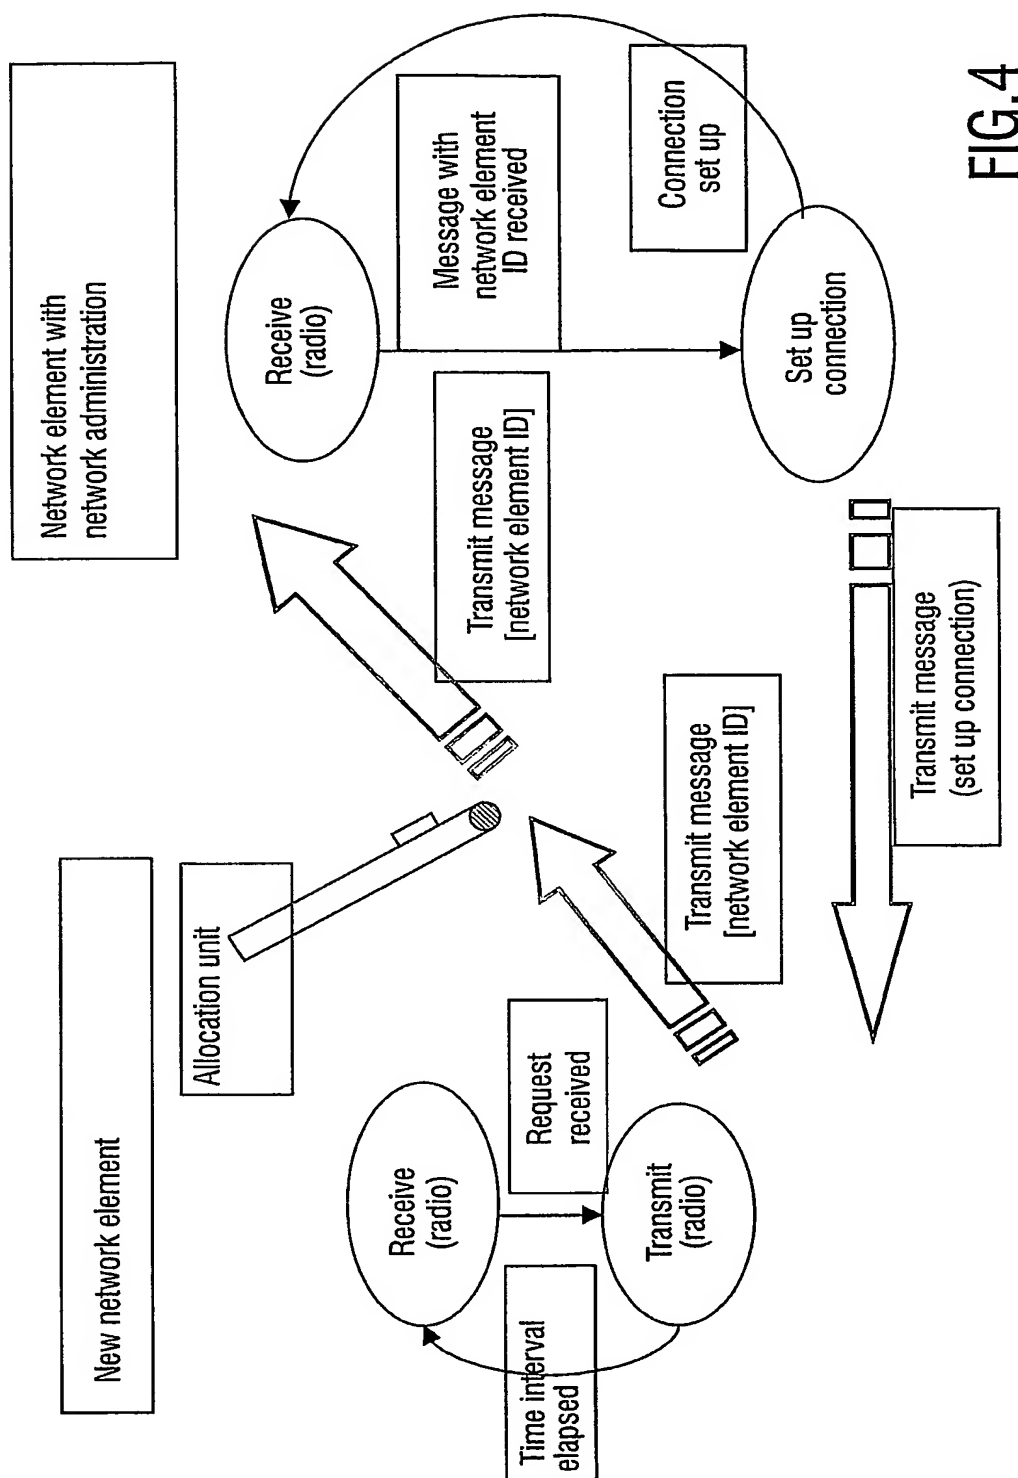 New network element
Network element with
network administration
Allocation unit
Receive
(radio)
Request
received
Transmit
(radio)
Time interval
elapsed
Transmit message
[network element ID]
Transmit message
[network element ID]
Receive
(radio)
Message with
network element
ID received
Connection
set up
Set up
connection
Transmit message
(set up connection)
FIG.4